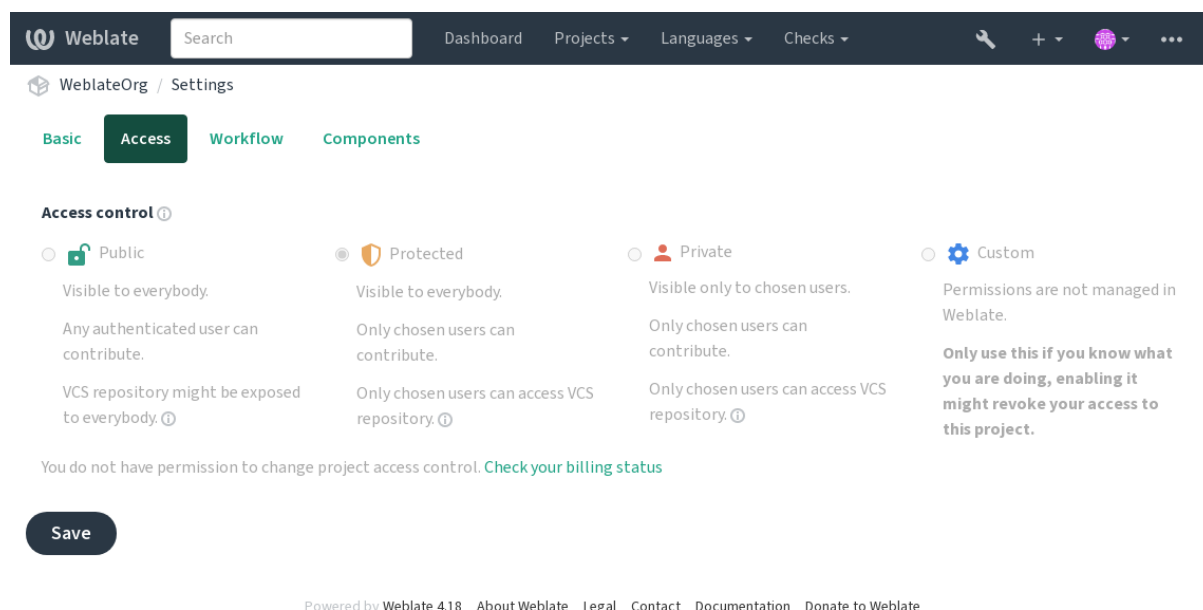 Weblate Search Dashboard Projects Languages Checks
WeblateOrg / Settings
Basic Access Workflow Components
Access control
Public
Visible to everybody.
Any authenticated user can
contribute.
VCS repository might be exposed
to everybody.
Protected
Visible to everybody.
Only chosen users can
contribute.
Only chosen users can access VCS
repository.
Private
Visible only to chosen users.
Only chosen users can
contribute.
Only chosen users can access VCS
repository.
Custom
Permissions are not managed in
Weblate.
Only use this if you know what
you are doing, enabling it
might revoke your access to
this project.
You do not have permission to change project access control. Check your billing status
Save
Powered by Weblate 4.18 About Weblate Legal Contact Documentation Donate to Weblate